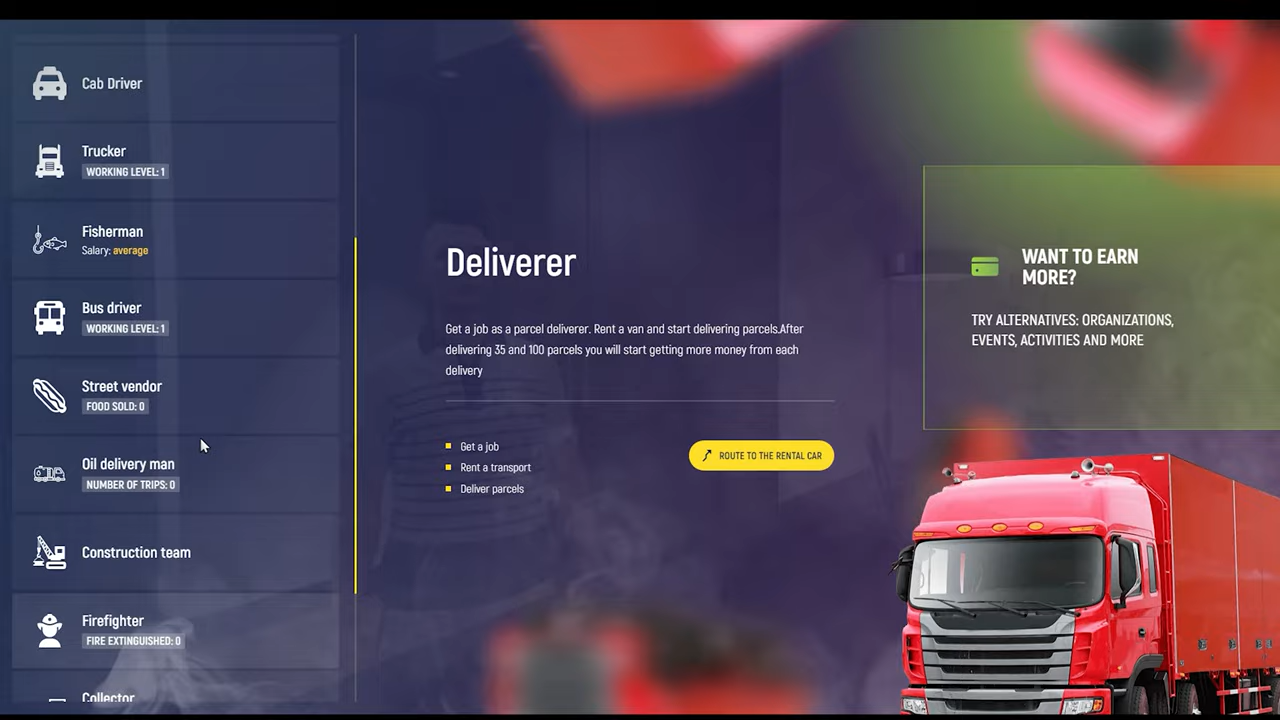 Cab Driver
Trucker
WORKING LEVEL: 1
Fisherman
Salary: average
Bus driver
WORKING LEVEL: 1
Street vendor
FOOD SOLD: 0
Oil delivery man
NUMBER OF TRIPS: 0
Construction team
Firefighter
FIRE EXTINGUISHED: 0
Collector
Deliverer
Get a job as a parcel deliverer. Rent a van and start delivering parcels.After
delivering 35 and 100 parcels you will start getting more money from each
delivery
Get a job
Rent a transport
Deliver parcels
ROUTE TO THE RENTAL CAR
WANT TO EARN
MORE?
TRY ALTERNATIVES: ORGANIZATIONS,
EVENTS, ACTIVITIES AND MORE